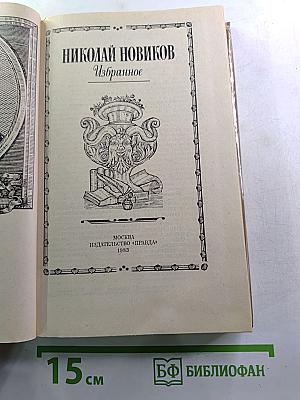 НИКОЛАЙ НОВИКОВ
Избранное
МОСКВА
ИЗДАТЕЛЬСТВО «ПРАВДА»
1983
15 см
БФ БИБЛИОФАН